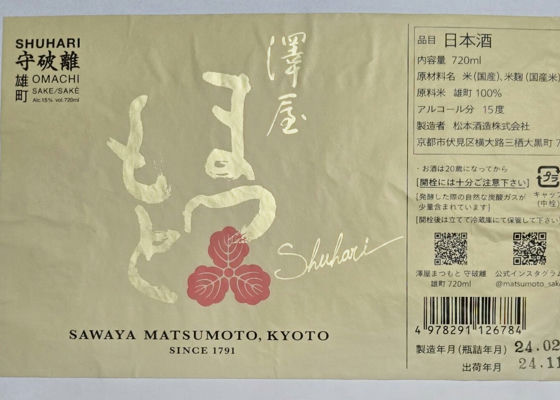 SHUHARI
守破離
雄町
OMACHI
SAKE/SAKÉ
Alc.15% vol.720ml
澤屋
まつもと
Shuhari
SAWAYA MATSUMOTO, KYOTO
SINCE 1791
品目 日本酒
内容量 720ml
原材料名 米(国産)、米麹(国産米)
原料米 雄町 100%
アルコール分 15度
製造者 松本酒造株式会社
京都市伏見区横大路三栖大黒町7
・お酒は20歳になってから
[開栓には十分ご注意下さい]
[発酵した際の自然な炭酸ガスが
少量含まれています]
[開栓後は立てて冷蔵庫にて保管して下さい]
プラ
キャップ
(中栓)
澤屋まつもと 守破離
雄町 720ml
公式インスタグラム
@matsumoto_sake
4 978291 126784
製造年月(瓶詰年月) 24.02
出荷年月 24.11